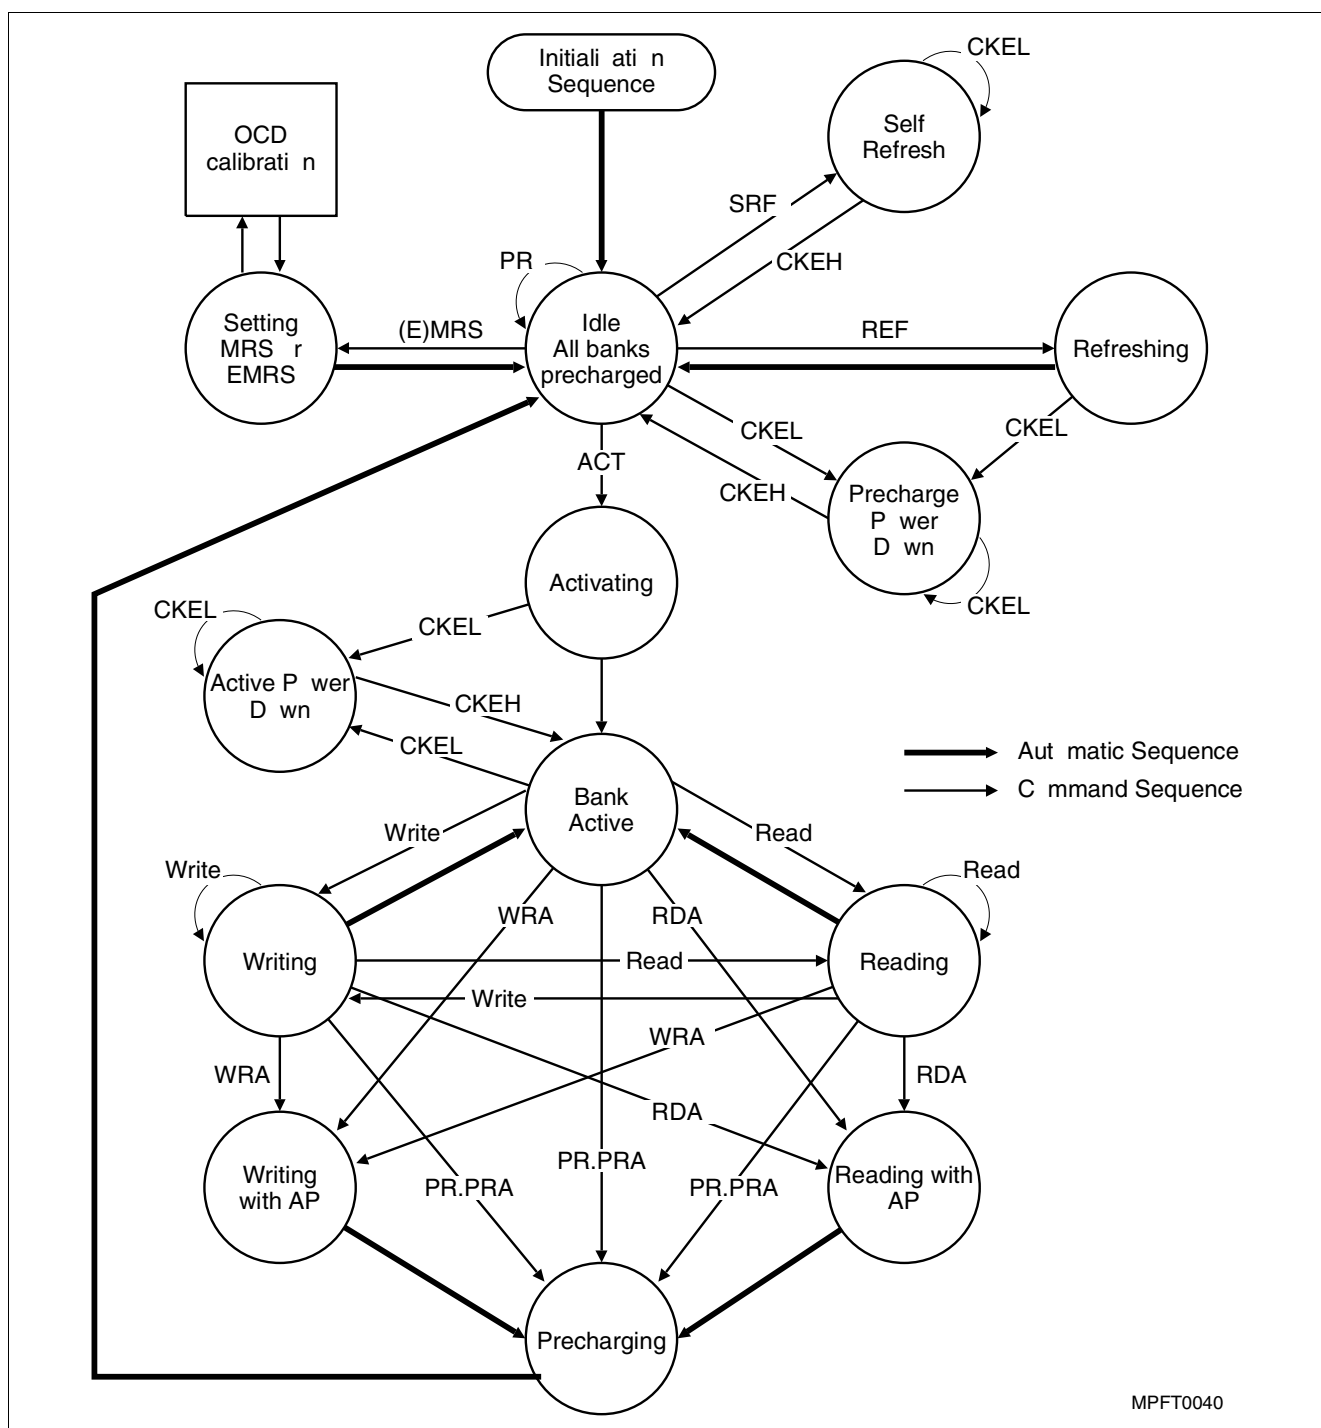 Initiali ati n
Sequence
CKEL
OCD
calibrati n
Self
Refresh
SRF
CKEH
PR
Setting
MRS r
EMRS
(E)MRS
Idle
All banks
precharged
REF
Refreshing
CKEL
CKEL
ACT
CKEH
Precharge
P wer
D wn
CKEL
Activating
CKEL
CKEL
Active P wer
D wn
CKEH
CKEL
Aut matic Sequence
C mmand Sequence
Bank
Active
Write
Read
Write
Read
WRA
RDA
Writing
Read
Reading
Write
WRA
WRA
RDA
RDA
Writing
with AP
PR.PRA
PR.PRA
PR.PRA
Reading with
AP
Precharging
MPFT0040